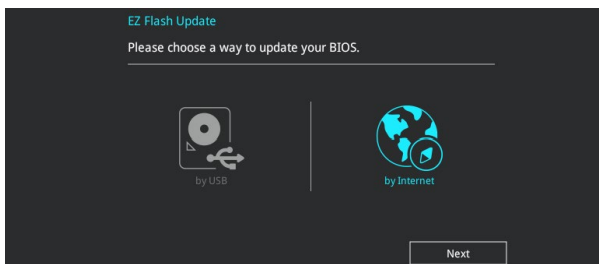 EZ Flash Update
Please choose a way to update your BIOS.
by USB
by Internet
Next